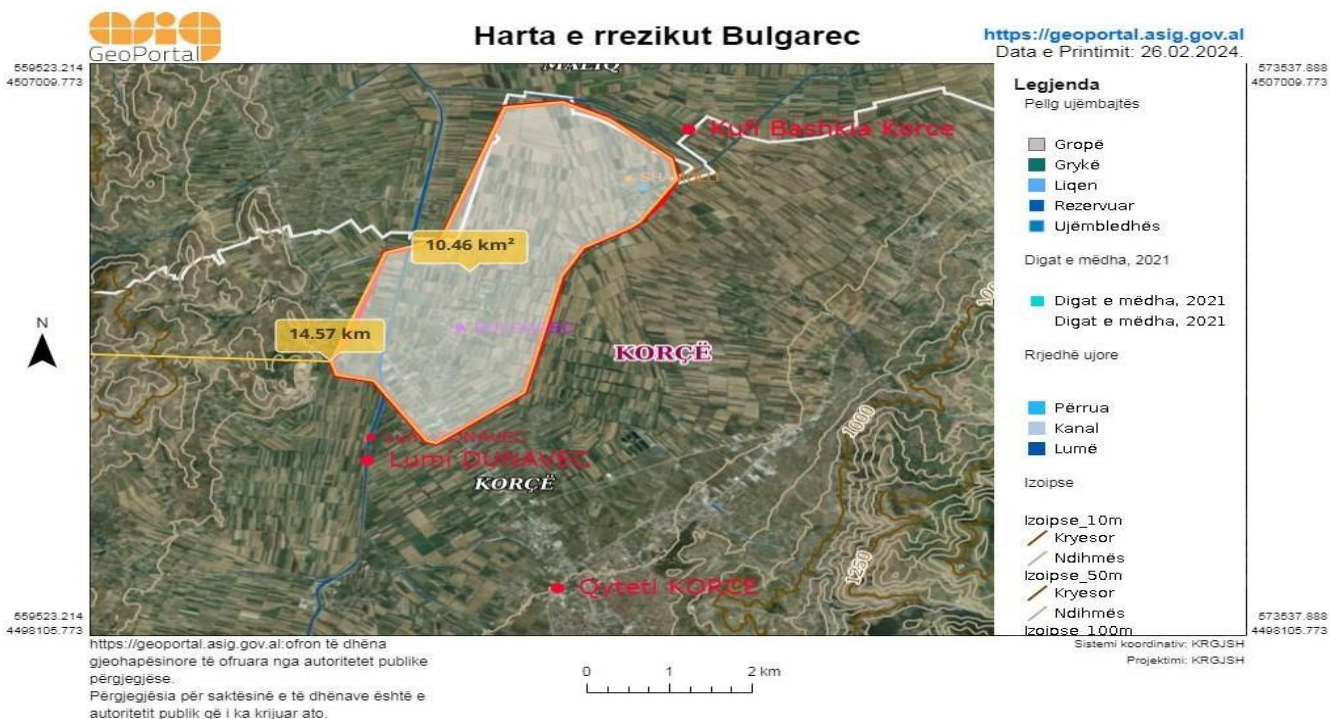 asig
GeoPortal
Harta e rrezikut Bulgarec
https://geoportal.asig.gov.al
Data e Printimit: 26.02.2024.
559523.214
4507009.773
573537.888
4507009.773
MALIQ
Kufi Bashkia Korce
10.46 km²
14.57 km
KORÇË
Lumi DUNAVEC
Lumi DUNAVEC
KORÇË
Qyteti KORCE
1000
1250
N
Legjenda
Pellg ujëmbajtës
Gropë
Grykë
Liqen
Rezervuar
Ujëmbledhës
Digat e mëdha, 2021
Digat e mëdha, 2021
Digat e mëdha, 2021
Rrjedhë ujore
Përrua
Kanal
Lumë
Izoipse
Izoipse_10m
Kryesor
Ndihmës
Izoipse_50m
Kryesor
Ndihmës
Izoipse_100m
559523.214
4498105.773
573537.888
4498105.773
https://geoportal.asig.gov.al:ofron të dhëna
gjeohapësinore të ofruara nga autoritetet publike
përgjegjëse.
Përgjegjësia për saktësinë e të dhënave është e
autoritetit publik që i ka krijuar ato.
0 1 2 km
Sistemi koordinativ: KRGJSH
Projektimi: KRGJSH